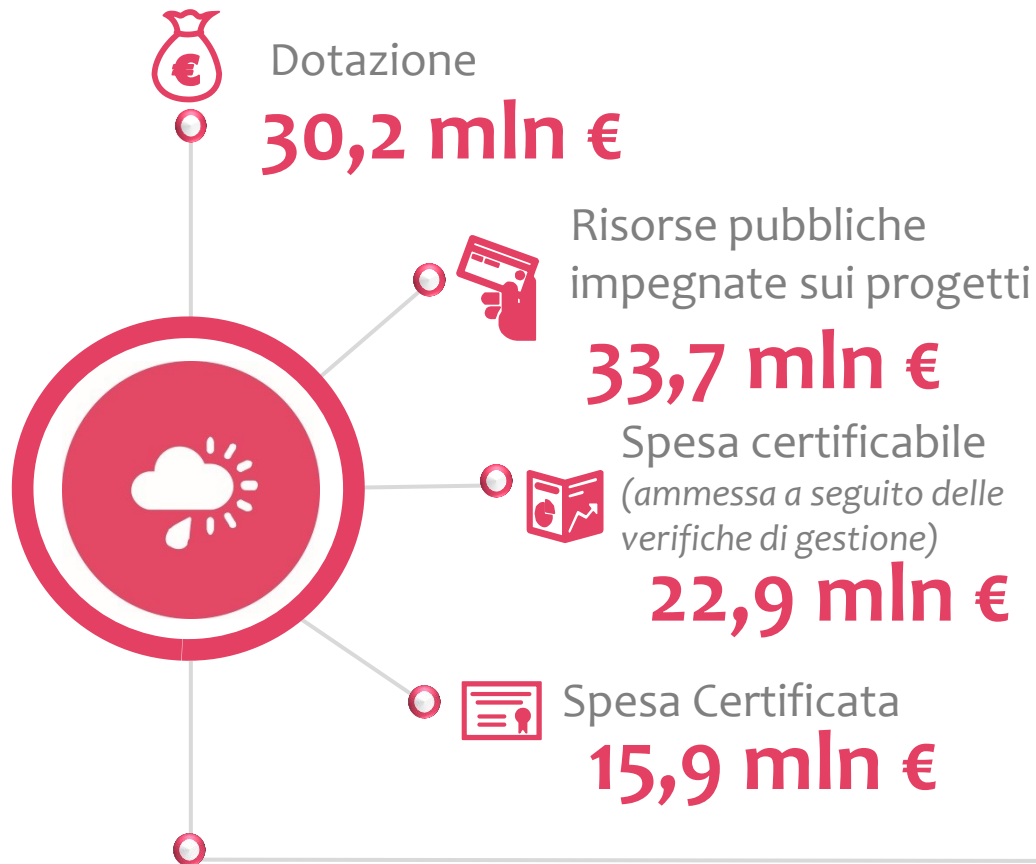 Dotazione
30,2 mln €
Risorse pubbliche
impegnate sui progetti
33,7 mln €
Spesa certificabile
(ammessa a seguito delle
verifiche di gestione)
22,9 mln €
Spesa Certificata
15,9 mln €